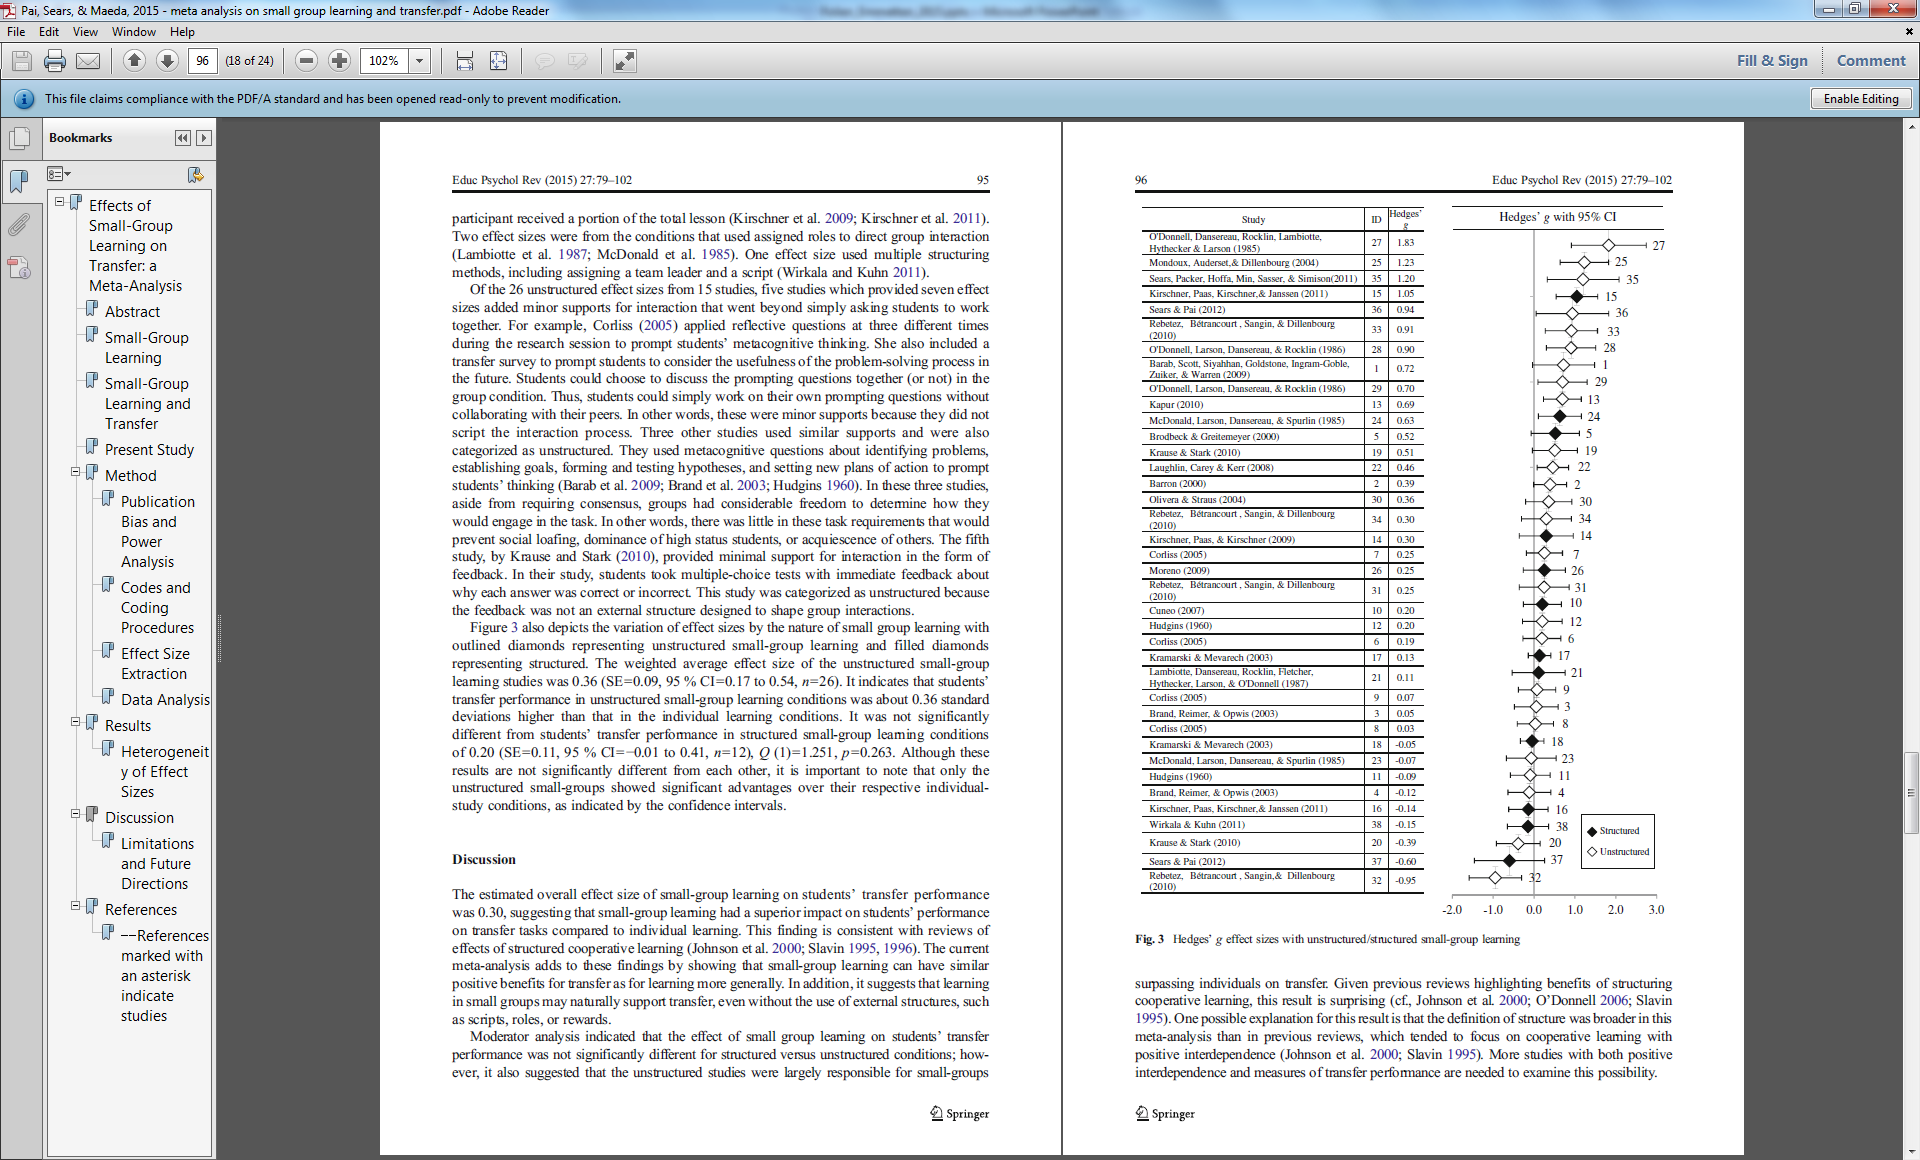 Pai, Sears, & Maeda, 2015 - meta analysis on small group learning and transfer.pdf - Adobe Reader
File Edit View Window Help
96 (18 of 24) 102% Fill & Sign Comment
This file claims compliance with the PDF/A standard and has been opened read-only to prevent modification. Enable Editing
Bookmarks
Effects of
Small-Group
Learning on
Transfer: a
Meta-Analysis
Abstract
Small-Group
Learning
Small-Group
Learning and
Transfer
Present Study
Method
Publication
Bias and
Power
Analysis
Codes and
Coding
Procedures
Effect Size
Extraction
Data Analysis
Results
Heterogeneit
y of Effect
Sizes
Discussion
Limitations
and Future
Directions
References
--References
marked with
an asterisk
indicate
studies
Educ Psychol Rev (2015) 27:79–102 95
participant received a portion of the total lesson (Kirschner et al. 2009; Kirschner et al. 2011).
Two effect sizes were from the conditions that used assigned roles to direct group interaction
(Lambiotte et al. 1987; McDonald et al. 1985). One effect size used multiple structuring
methods, including assigning a team leader and a script (Wirkala and Kuhn 2011).
Of the 26 unstructured effect sizes from 15 studies, five studies which provided seven effect
sizes added minor supports for interaction that went beyond simply asking students to work
together. For example, Corliss (2005) applied reflective questions at three different times
during the research session to prompt students’ metacognitive thinking. She also included a
transfer survey to prompt students to consider the usefulness of the problem-solving process in
the future. Students could choose to discuss the prompting questions together (or not) in the
group condition. Thus, students could simply work on their own prompting questions without
collaborating with their peers. In other words, these were minor supports because they did not
script the interaction process. Three other studies used similar supports and were also
categorized as unstructured. They used metacognitive questions about identifying problems,
establishing goals, forming and testing hypotheses, and setting new plans of action to prompt
students’ thinking (Barab et al. 2009; Brand et al. 2003; Hudgins 1960). In these three studies,
aside from requiring consensus, groups had considerable freedom to determine how they
would engage in the task. In other words, there was little in these task requirements that would
prevent social loafing, dominance of high status students, or acquiescence of others. The fifth
study, by Krause and Stark (2010), provided minimal support for interaction in the form of
feedback. In their study, students took multiple-choice tests with immediate feedback about
why each answer was correct or incorrect. This study was categorized as unstructured because
the feedback was not an external structure designed to shape group interactions.
Figure 3 also depicts the variation of effect sizes by the nature of small group learning with
outlined diamonds representing unstructured small-group learning and filled diamonds
representing structured. The weighted average effect size of the unstructured small-group
learning studies was 0.36 (SE=0.09, 95 % CI=0.17 to 0.54, n=26). It indicates that students’
transfer performance in unstructured small-group learning conditions was about 0.36 standard
deviations higher than that in the individual learning conditions. It was not significantly
different from students’ transfer performance in structured small-group learning conditions
of 0.20 (SE=0.11, 95 % CI=−0.01 to 0.41, n=12), Q (1)=1.251, p=0.263. Although these
results are not significantly different from each other, it is important to note that only the
unstructured small-groups showed significant advantages over their respective individual-
study conditions, as indicated by the confidence intervals.
Discussion
The estimated overall effect size of small-group learning on students’ transfer performance
was 0.30, suggesting that small-group learning had a superior impact on students’ performance
on transfer tasks compared to individual learning. This finding is consistent with reviews of
effects of structured cooperative learning (Johnson et al. 2000; Slavin 1995, 1996). The current
meta-analysis adds to these findings by showing that small-group learning can have similar
positive benefits for transfer as for learning more generally. In addition, it suggests that learning
in small groups may naturally support transfer, even without the use of external structures, such
as scripts, roles, or rewards.
Moderator analysis indicated that the effect of small group learning on students’ transfer
performance was not significantly different for structured versus unstructured conditions; how-
ever, it also suggested that the unstructured studies were largely responsible for small-groups
Springer
96 Educ Psychol Rev (2015) 27:79–102
Study ID Hedges’ g
O'Donnell, Dansereau, Rocklin, Lambiotte,
Hythecker & Larson (1985) 27 1.83
Mondoux, Auderset,& Dillenbourg (2004) 25 1.23
Sears, Packer, Hoffa, Min, Sasser, & Simison(2011) 35 1.20
Kirschner, Paas, Kirschner,& Janssen (2011) 15 1.05
Sears & Pai (2012) 36 0.94
Rebetez, Bétrancourt , Sangin, & Dillenbourg
(2010) 33 0.91
O'Donnell, Larson, Dansereau, & Rocklin (1986) 28 0.90
Barab, Scott, Siyahhan, Goldstone, Ingram-Goble,
Zuiker, & Warren (2009) 1 0.72
O'Donnell, Larson, Dansereau, & Rocklin (1986) 29 0.70
Kapur (2010) 13 0.69
McDonald, Larson, Dansereau, & Spurlin (1985) 24 0.63
Brodbeck & Greitemeyer (2000) 5 0.52
Krause & Stark (2010) 19 0.51
Laughlin, Carey & Kerr (2008) 22 0.46
Barron (2000) 2 0.39
Olivera & Straus (2004) 30 0.36
Rebetez, Bétrancourt , Sangin, & Dillenbourg
(2010) 34 0.30
Kirschner, Paas, & Kirschner (2009) 14 0.30
Corliss (2005) 7 0.25
Moreno (2009) 26 0.25
Rebetez, Bétrancourt , Sangin, & Dillenbourg
(2010) 31 0.25
Cuneo (2007) 10 0.20
Hudgins (1960) 12 0.20
Corliss (2005) 6 0.19
Kramarski & Mevarech (2003) 17 0.13
Lambiotte, Dansereau, Rocklin, Fletcher,
Hythecker, Larson, & O'Donnell (1987) 21 0.11
Corliss (2005) 9 0.07
Brand, Reimer, & Opwis (2003) 3 0.05
Corliss (2005) 8 0.03
Kramarski & Mevarech (2003) 18 -0.05
McDonald, Larson, Dansereau, & Spurlin (1985) 23 -0.07
Hudgins (1960) 11 -0.09
Brand, Reimer, & Opwis (2003) 4 -0.12
Kirschner, Paas, Kirschner,& Janssen (2011) 16 -0.14
Wirkala & Kuhn (2011) 38 -0.15
Krause & Stark (2010) 20 -0.39
Sears & Pai (2012) 37 -0.60
Rebetez, Bétrancourt , Sangin,& Dillenbourg
(2010) 32 -0.95
Hedges’ g with 95% CI
27
25
35
15
36
33
28
1
29
13
24
5
19
22
2
30
34
14
7
26
31
10
12
6
17
21
9
3
8
18
23
11
4
16
38
20
37
32
Structured
Unstructured
-2.0 -1.0 0.0 1.0 2.0 3.0
Fig. 3 Hedges’ g effect sizes with unstructured/structured small-group learning
surpassing individuals on transfer. Given previous reviews highlighting benefits of structuring
cooperative learning, this result is surprising (cf., Johnson et al. 2000; O’Donnell 2006; Slavin
1995). One possible explanation for this result is that the definition of structure was broader in this
meta-analysis than in previous reviews, which tended to focus on cooperative learning with
positive interdependence (Johnson et al. 2000; Slavin 1995). More studies with both positive
interdependence and measures of transfer performance are needed to examine this possibility.
Springer